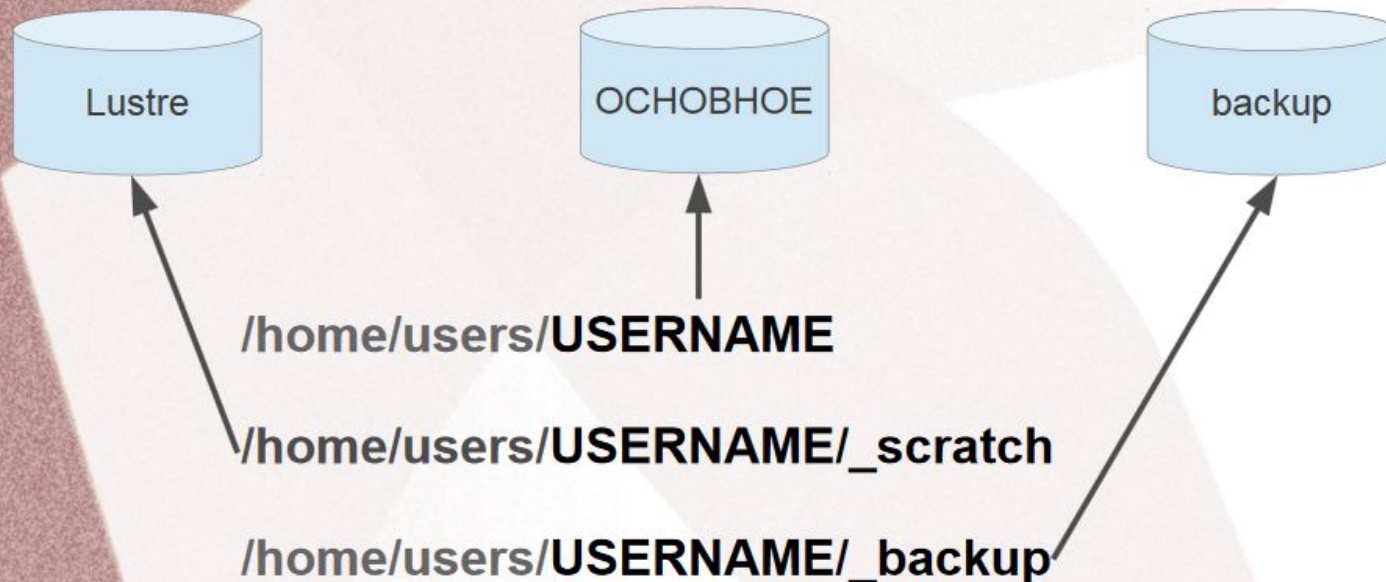 Lustre
ОСНОВНОЕ
backup
/home/users/USERNAME
/home/users/USERNAME/_scratch
/home/users/USERNAME/_backup